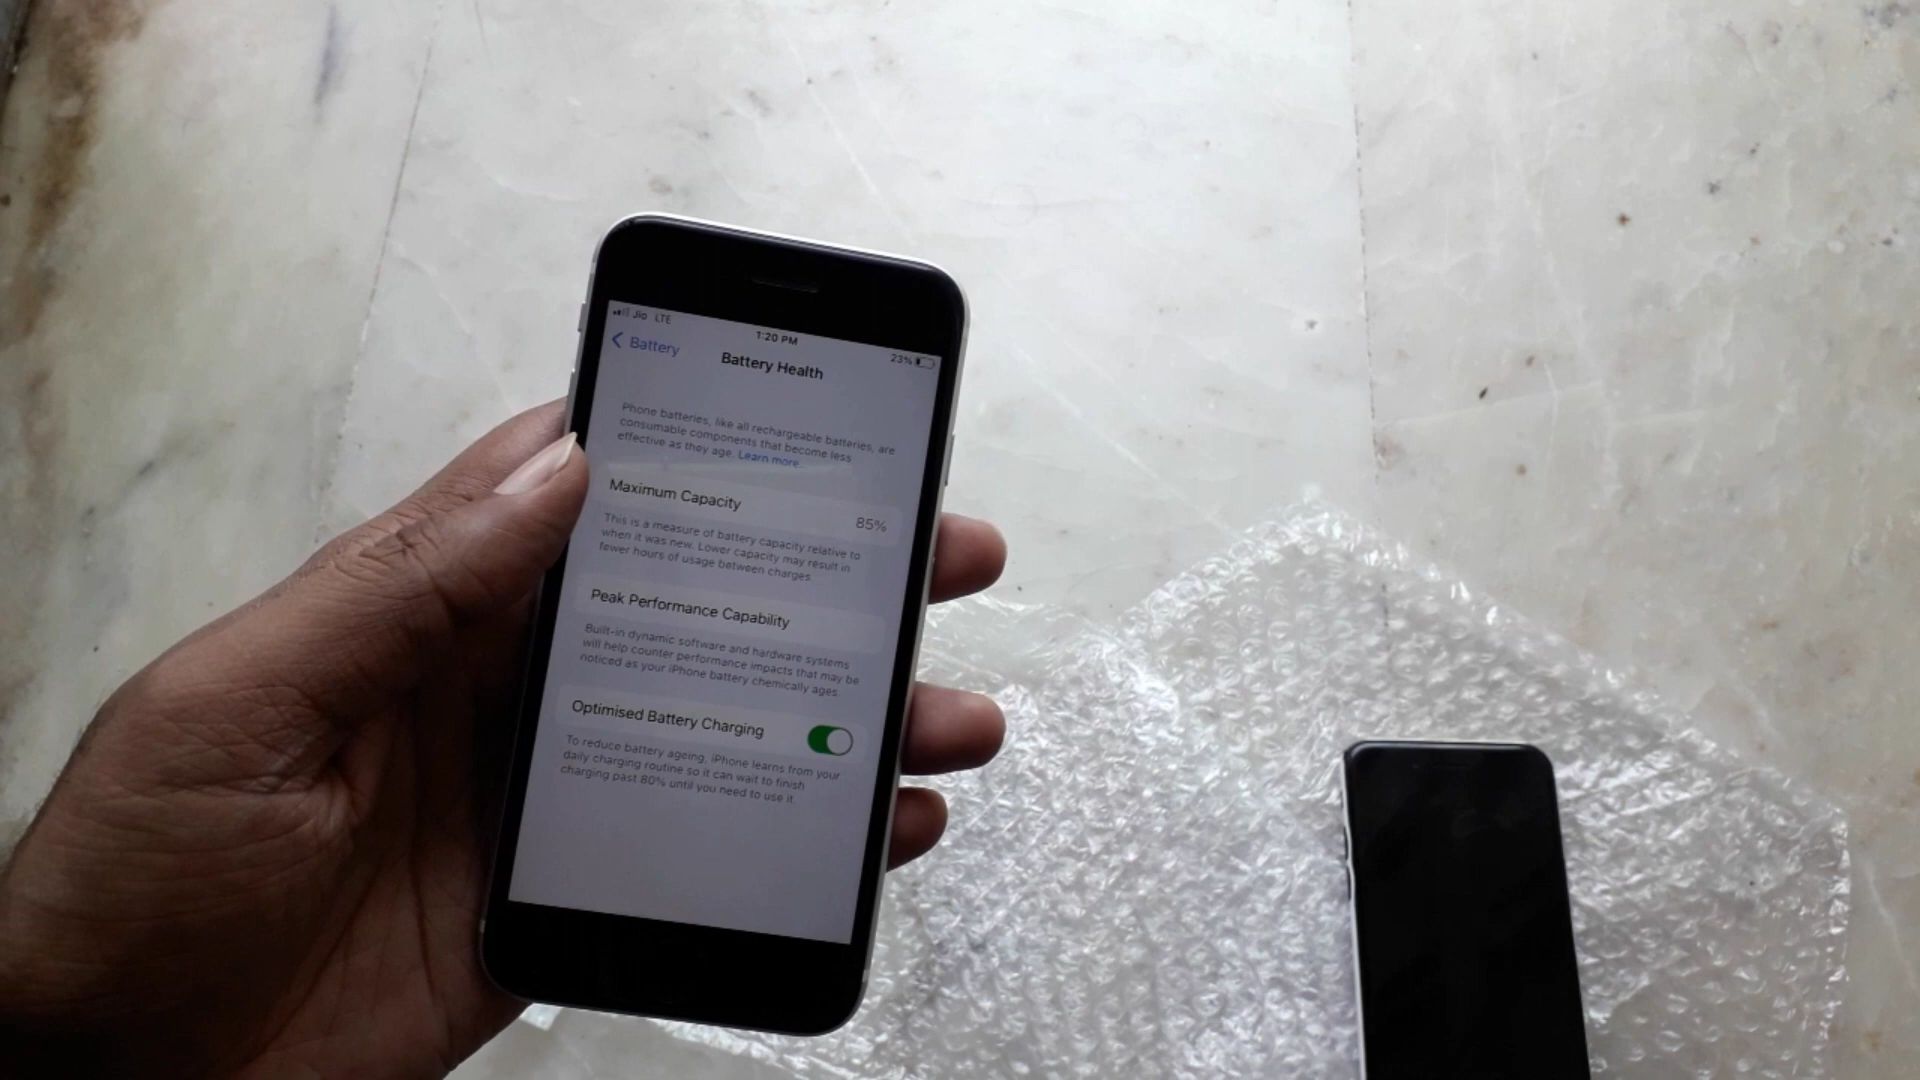 Jio LTE
1:20 PM
23%
Battery
Battery Health
Phone batteries, like all rechargeable batteries, are
consumable components that become less
effective as they age. Learn more...
Maximum Capacity
85%
This is a measure of battery capacity relative to
when it was new. Lower capacity may result in
fewer hours of usage between charges.
Peak Performance Capability
Built-in dynamic software and hardware systems
will help counter performance impacts that may be
noticed as your iPhone battery chemically ages.
Optimised Battery Charging
To reduce battery ageing, iPhone learns from your
daily charging routine so it can wait to finish
charging past 80% until you need to use it.